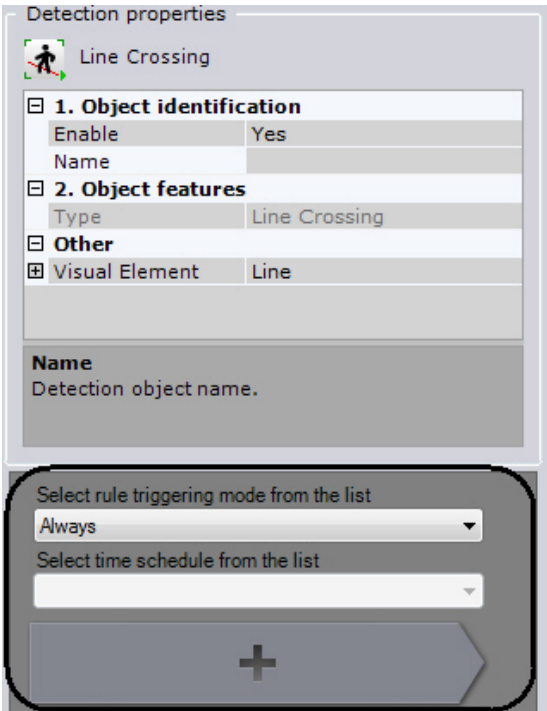 Detection properties
Line Crossing
1. Object identification
Enable Yes
Name
2. Object features
Type Line Crossing
Other
Visual Element Line
Name
Detection object name.
Select rule triggering mode from the list
Always
Select time schedule from the list